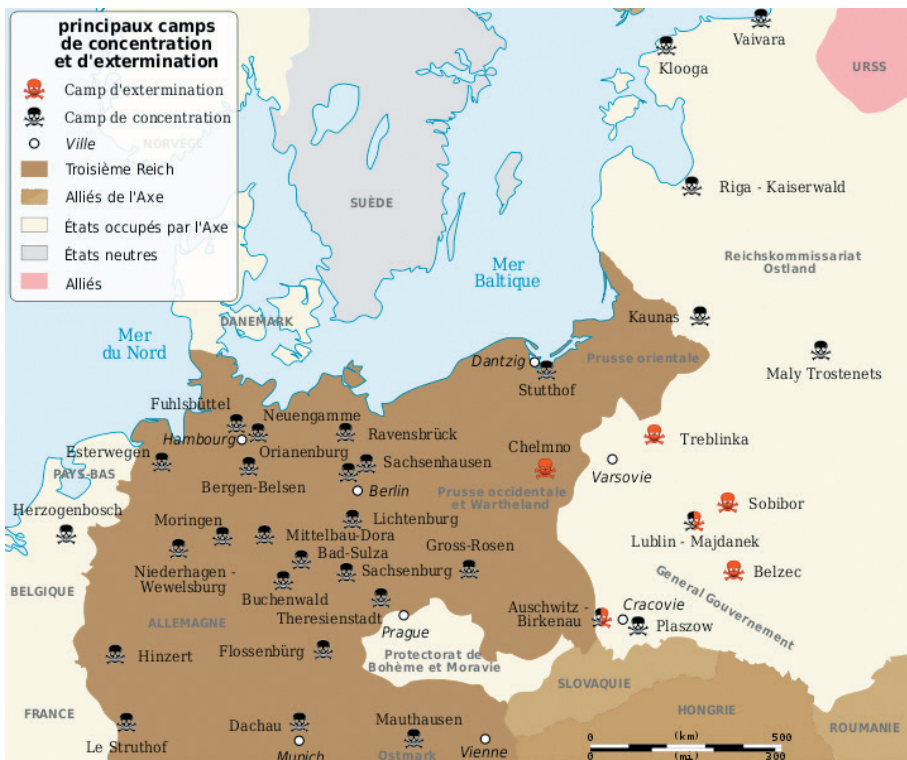 principaux camps
de concentration
et d'extermination
Camp d'extermination
Camp de concentration
Ville
NORVÈGE
Troisième Reich
Alliés de l'Axe
États occupés par l'Axe
États neutres
Alliés
Vaivara
Klooga
URSS
Riga - Kaiserwald
SUÈDE
Reichskommissariat
Ostland
Mer
Baltique
Mer
du Nord
DANEMARK
Kaunas
Prusse orientale
Maly Trostenets
Dantzig
Stutthof
Fuhlsbüttel
Neuengamme
Hambourg
Ravensbrück
Orianenburg
Chelmno
Treblinka
Esterwegen
Sachsenhausen
PAYS-BAS
Bergen-Belsen
Varsovie
Berlin
Prusse occidentale
et Wartheland
Sobibor
Herzogenbosch
Moringen
Lichtenburg
Mittelbau-Dora
Lublin - Majdanek
Bad-Sulza
Gross-Rosen
Niederhagen -
Wewelsburg
Sachsenburg
Belzec
BELGIQUE
Buchenwald
General Gouvernement
Theresienstadt
Auschwitz -
Birkenau
Cracovie
Plaszow
ALLEMAGNE
Prague
Hinzert
Flossenbürg
Protectorat de
Bohème et Moravie
SLOVAQUIE
FRANCE
HONGRIE
ROUMANIE
Le Struthof
Dachau
Mauthausen
Munich
Ostmark
Vienne
0 (km) 500
0 (mi) 300